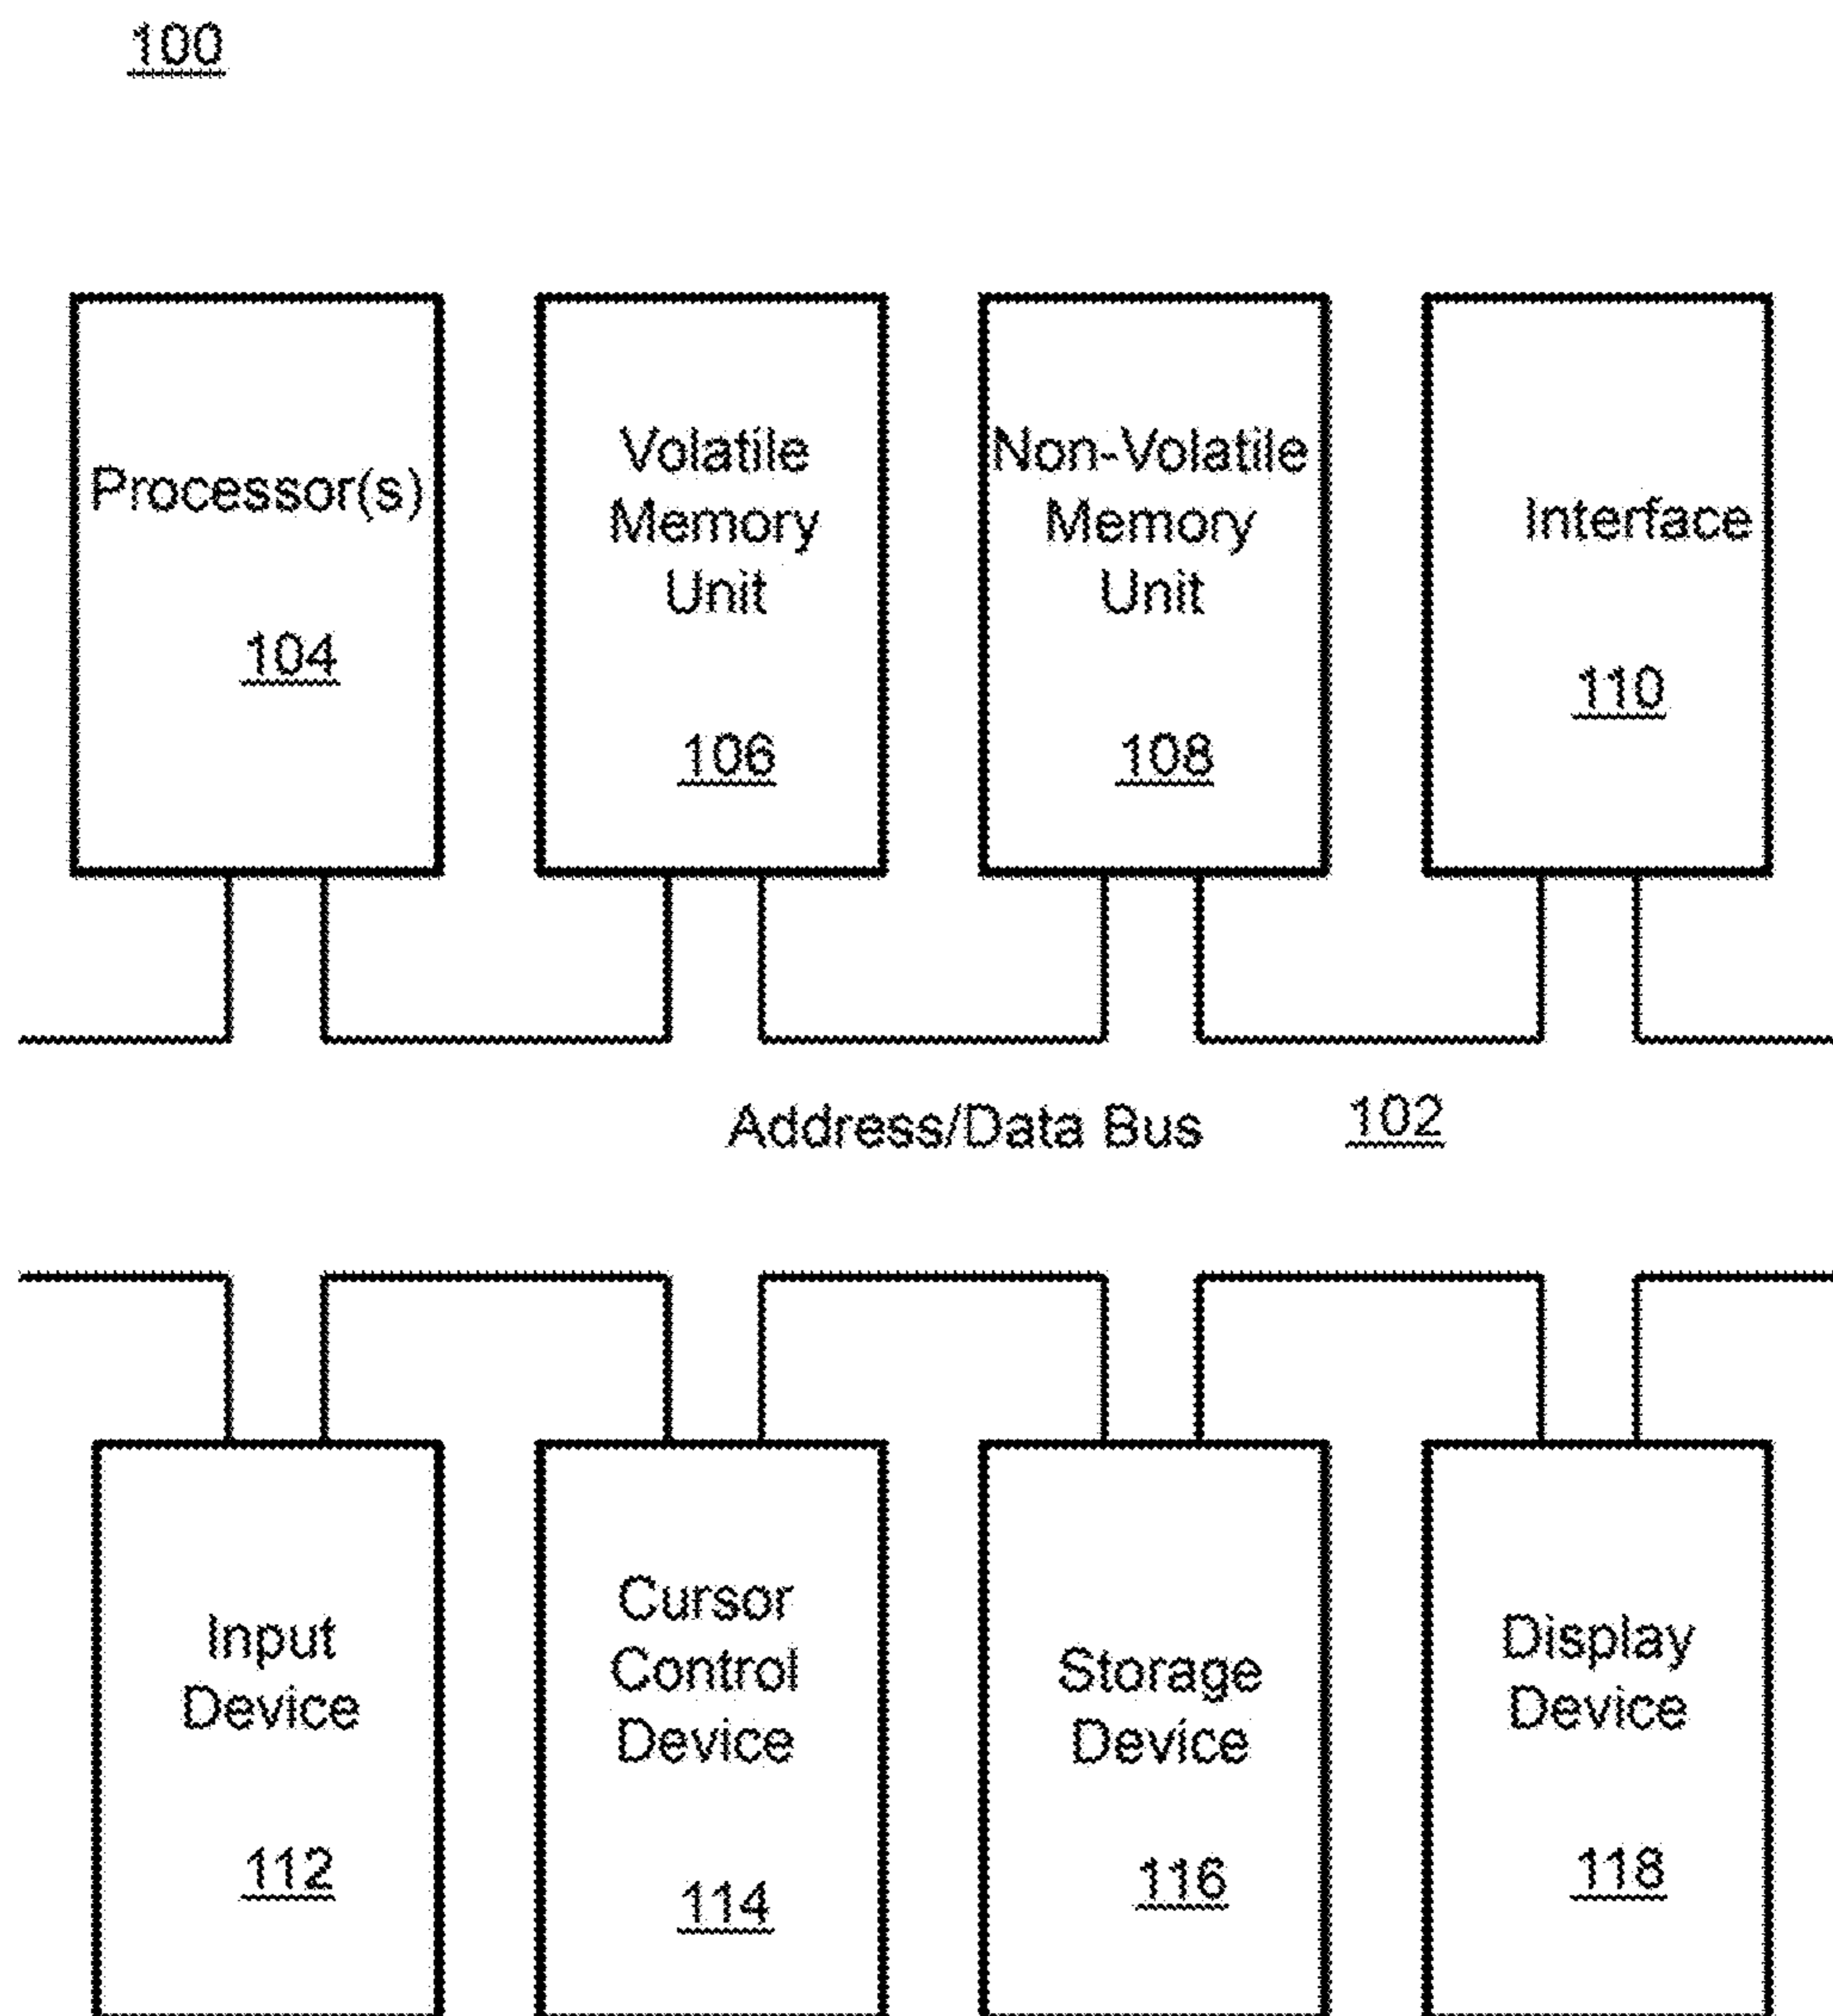 100
Processor(s)
104
Volatile
Memory
Unit
106
Non-Volatile
Memory
Unit
108
Interface
110
Address/Data Bus 102
Input
Device
112
Cursor
Control
Device
114
Storage
Device
116
Display
Device
118